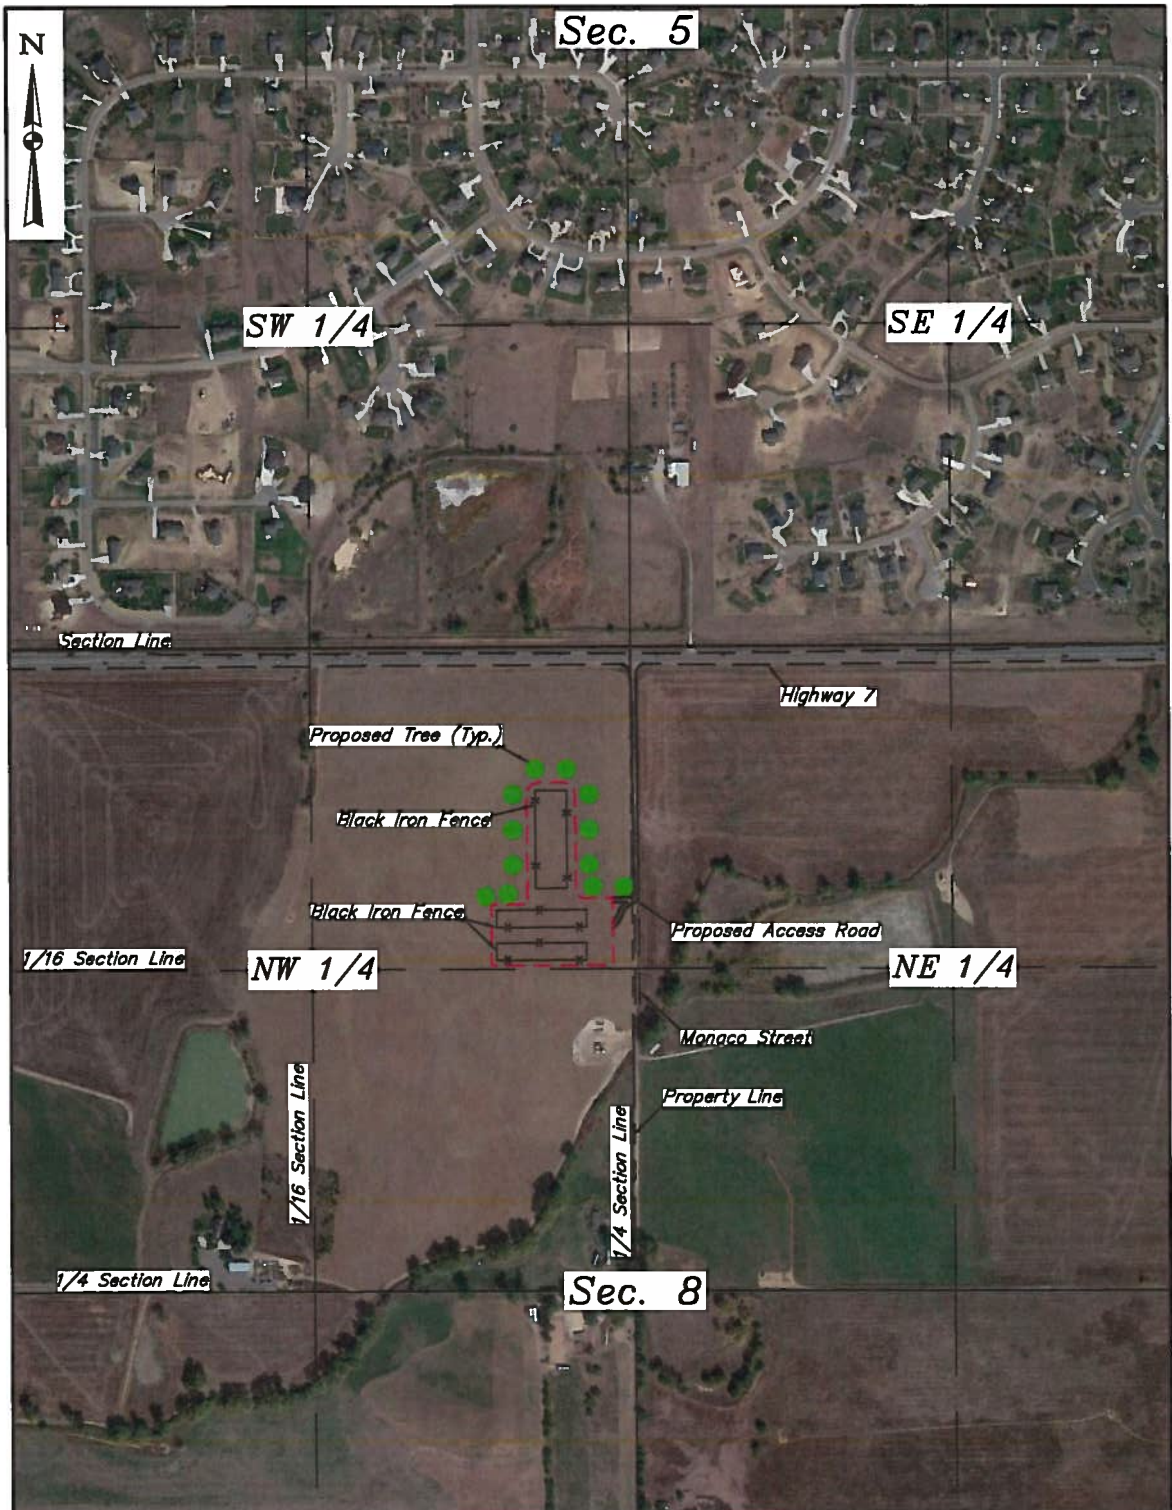 Sec. 5
N
SW 1/4
SE 1/4
Section Line
Highway 7
Proposed Tree (Typ.)
Black Iron Fence
Black Iron Fence
Proposed Access Road
1/16 Section Line
NW 1/4
NE 1/4
Monaco Street
1/16 Section Line
Property Line
1/4 Section Line
1/4 Section Line
Sec. 8